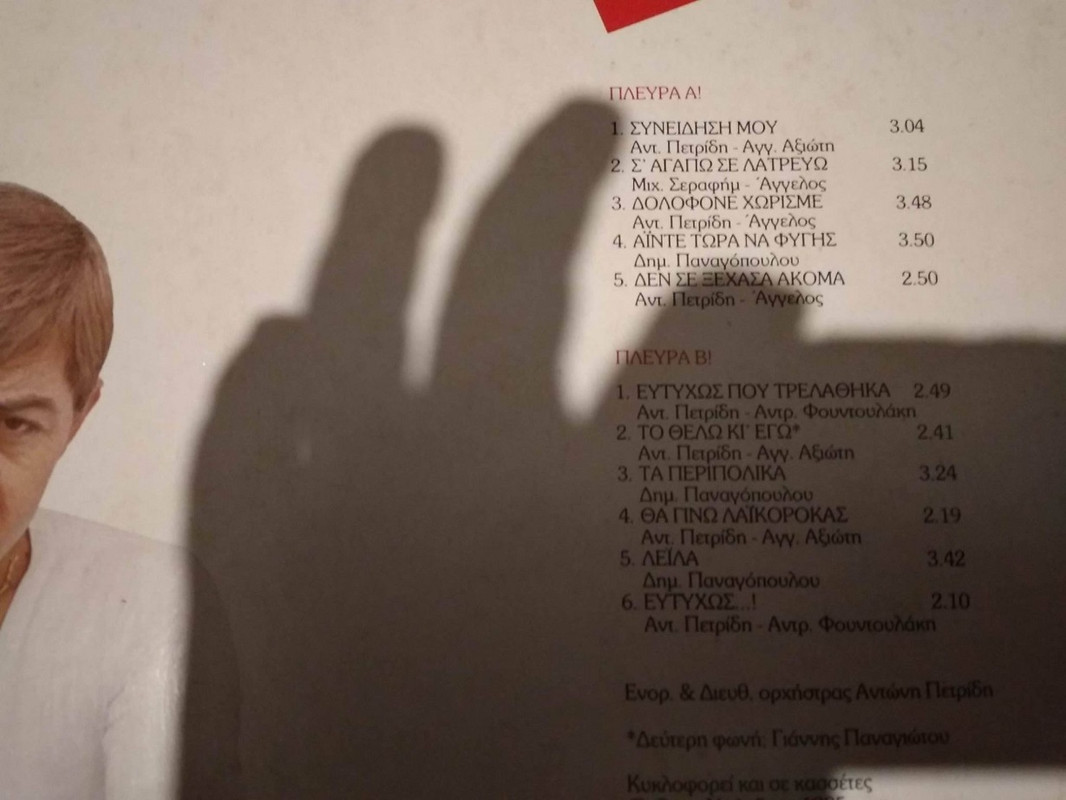 ΠΛΕΥΡΑ Α!
1. ΣΥΝΕΙΔΗΣΗ ΜΟΥ 3.04
Αντ. Πετρίδη - Αγγ. Αξιώτη
2. Σ' ΑΓΑΠΩ ΣΕ ΛΑΤΡΕΥΩ 3.15
Μιχ. Σεραφήμ - Άγγελος
3. ΔΟΛΟΦΟΝΕ ΧΩΡΙΣΜΕ 3.48
Αντ. Πετρίδη - Άγγελος
4. ΑΪΝΤΕ ΤΩΡΑ ΝΑ ΦΥΓΗΣ 3.50
Δημ. Παναγόπουλου
5. ΔΕΝ ΣΕ ΞΕΧΑΣΑ ΑΚΟΜΑ 2.50
Αντ. Πετρίδη - Άγγελος
ΠΛΕΥΡΑ Β!
1. ΕΥΤΥΧΩΣ ΠΟΥ ΤΡΕΛΑΘΗΚΑ 2.49
Αντ. Πετρίδη - Αντρ. Φουντουλάκη
2. ΤΟ ΘΕΛΩ ΚΙ' ΕΓΩ* 2.41
Αντ. Πετρίδη - Αγγ. Αξιώτη
3. ΤΑ ΠΕΡΙΠΟΛΙΚΑ 3.24
Δημ. Παναγόπουλου
4. ΘΑ ΓΙΝΩ ΛΑΪΚΟΡΟΚΑΣ 2.19
Αντ. Πετρίδη - Αγγ. Αξιώτη
5. ΛΕΪΛΑ 3.42
Δημ. Παναγόπουλου
6. ΕΥΤΥΧΩΣ...! 2.10
Αντ. Πετρίδη - Αντρ. Φουντουλάκη
Ενορ. & Διευθ. ορχήστρας Αντώνη Πετρίδη
*Δεύτερη φωνή: Γιάννης Παναγιώτου
Κυκλοφορεί και σε κασσέτες